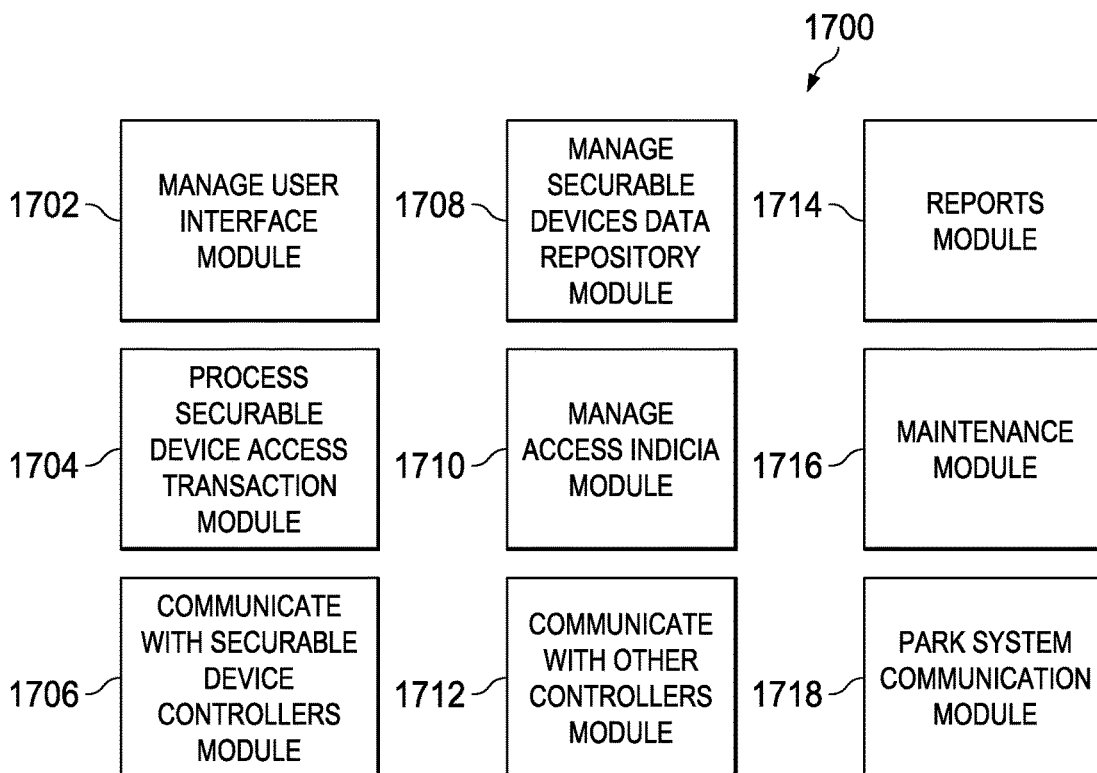 1700
1702
MANAGE USER
INTERFACE
MODULE
1708
MANAGE
SECURABLE
DEVICES DATA
REPOSITORY
MODULE
1714
REPORTS
MODULE
1704
PROCESS
SECURABLE
DEVICE ACCESS
TRANSACTION
MODULE
1710
MANAGE
ACCESS INDICIA
MODULE
1716
MAINTENANCE
MODULE
1706
COMMUNICATE
WITH SECURABLE
DEVICE
CONTROLLERS
MODULE
1712
COMMUNICATE
WITH OTHER
CONTROLLERS
MODULE
1718
PARK SYSTEM
COMMUNICATION
MODULE